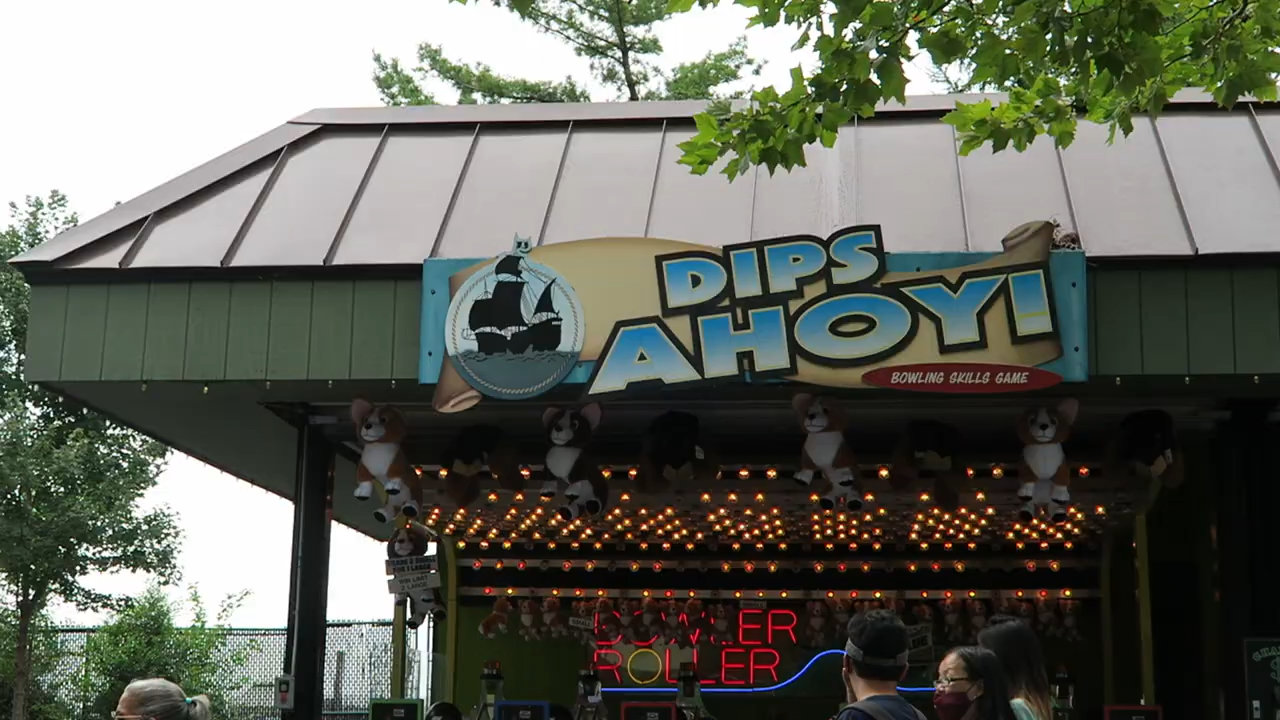 DIPS
AHOY!
BOWLING SKILLS GAME
BOWLER
ROLLER